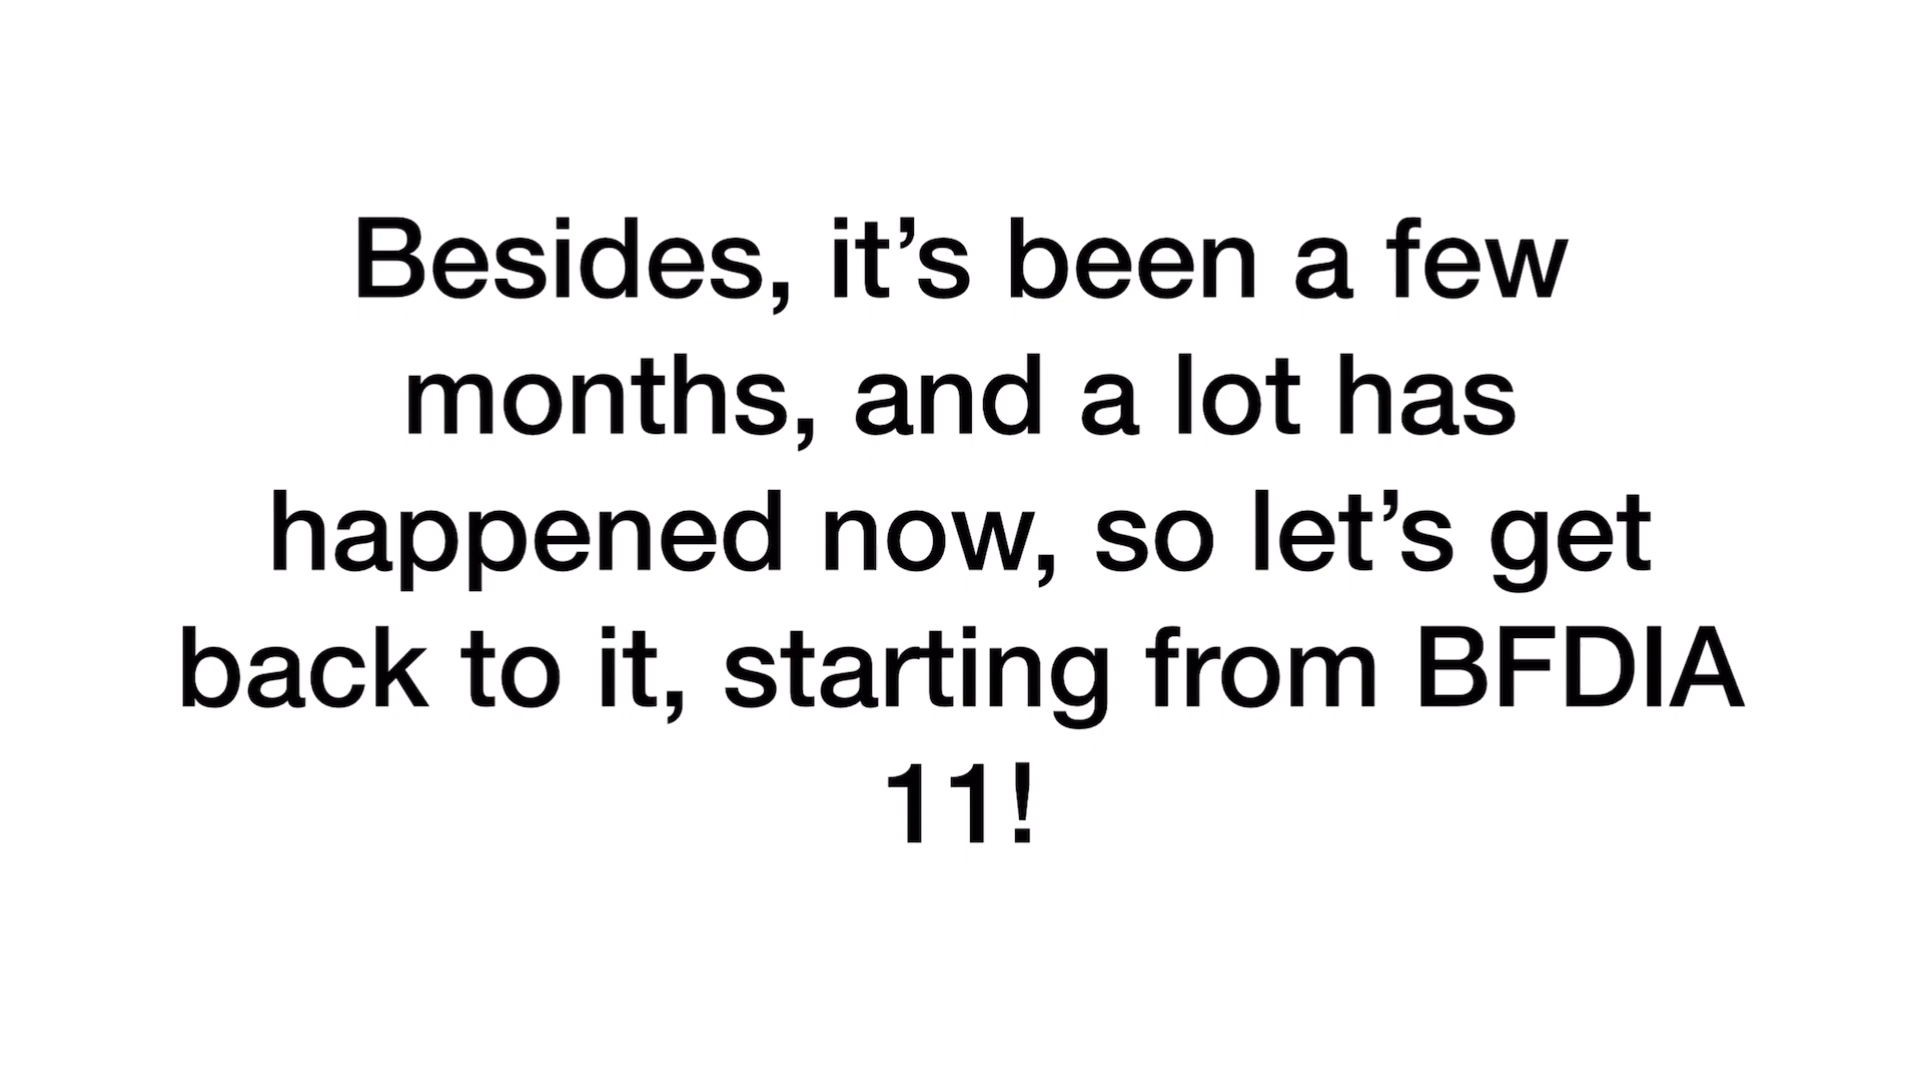 Besides, it’s been a few
months, and a lot has
happened now, so let’s get
back to it, starting from BFDIA
11!